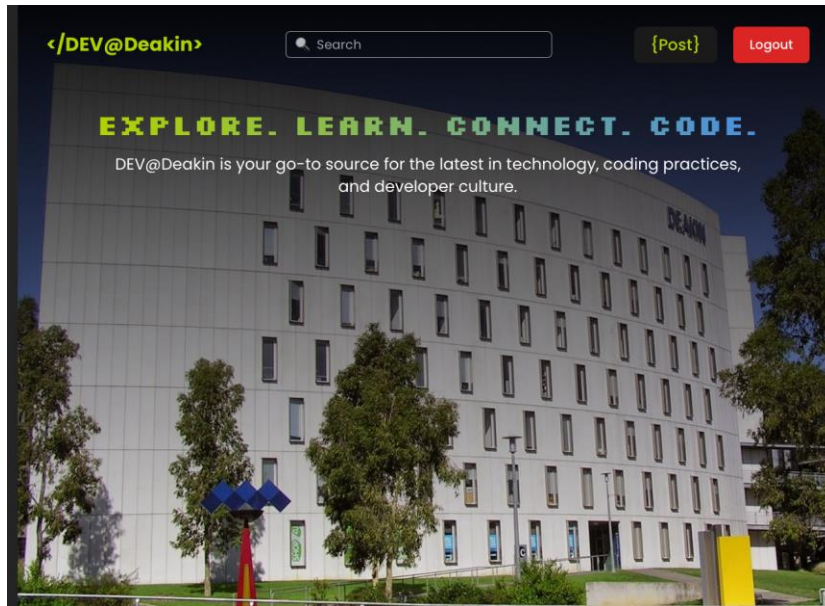 </DEV@Deakin>
Search
{Post}
Logout
EXPLORE. LEARN. CONNECT. CODE.
DEV@Deakin is your go-to source for the latest in technology, coding practices,
and developer culture.
DEAKIN
C